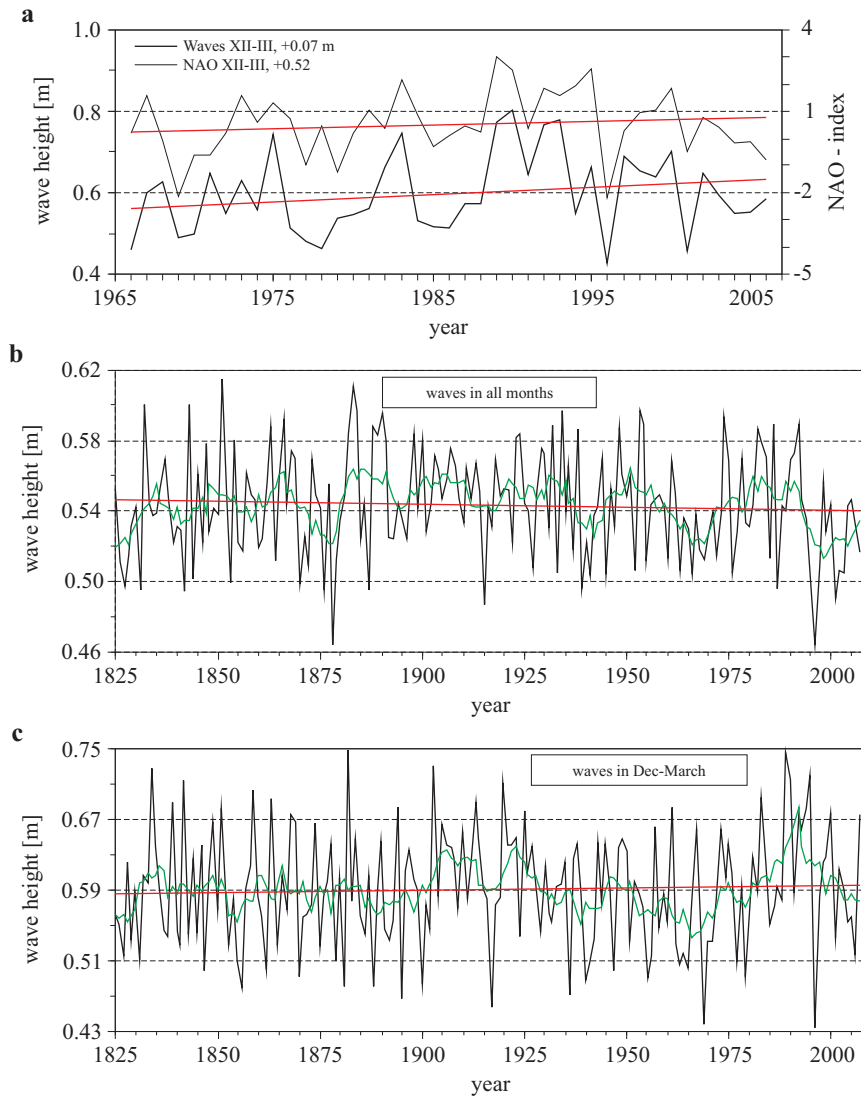 a
1.0
0.8
0.6
0.4
wave height [m]
Waves XII-III, +0.07 m
NAO XII-III, +0.52
4
1
-2
-5
NAO - index
1965 1975 1985 1995 2005
year
b
0.62
0.58
0.54
0.50
0.46
wave height [m]
waves in all months
1825 1850 1875 1900 1925 1950 1975 2000
year
c
0.75
0.67
0.59
0.51
0.43
wave height [m]
waves in Dec-March
1825 1850 1875 1900 1925 1950 1975 2000
year